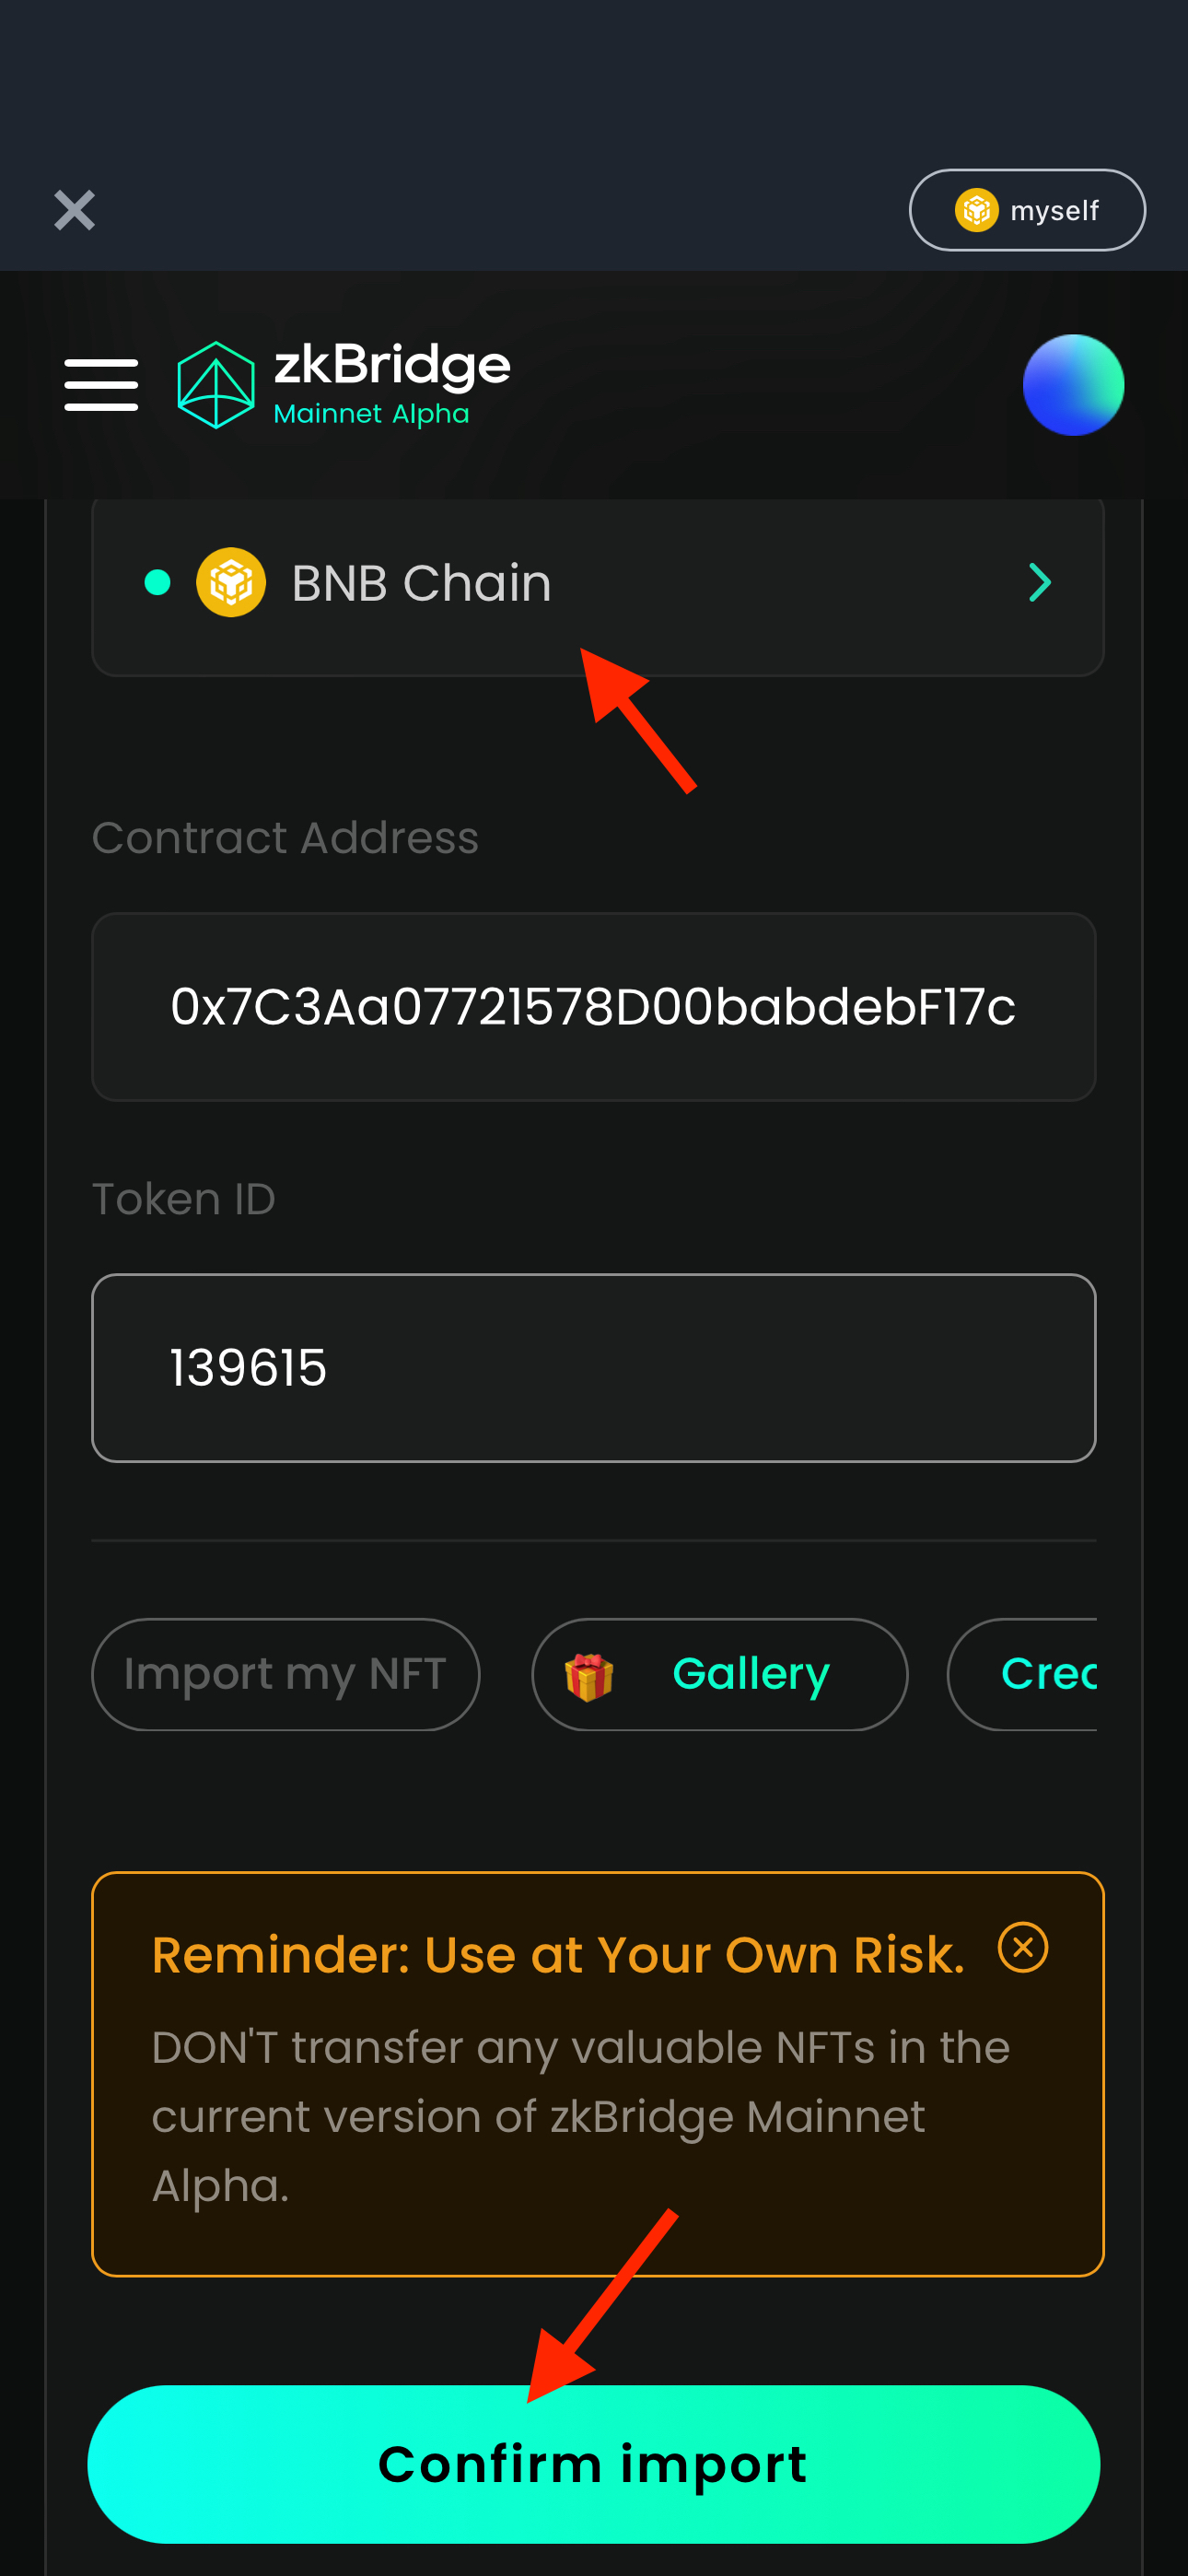 myself
zkBridge
Mainnet Alpha
BNB Chain
Contract Address
0x7C3Aa07721578D00babdebF17c
Token ID
139615
Import my NFT
Gallery
Crec
Reminder: Use at Your Own Risk.
DON'T transfer any valuable NFTs in the
current version of zkBridge Mainnet
Alpha.
Confirm import